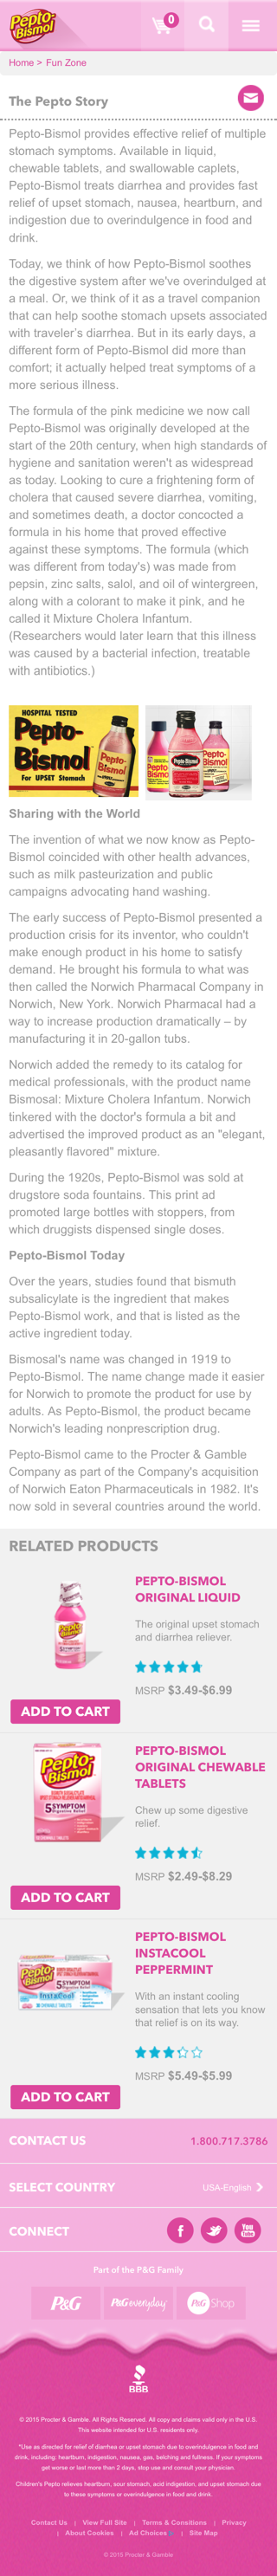 Pepto-
Bismol
0
Home > Fun Zone
The Pepto Story
Pepto-Bismol provides effective relief of multiple
stomach symptoms. Available in liquid,
chewable tablets, and swallowable caplets,
Pepto-Bismol treats diarrhea and provides fast
relief of upset stomach, nausea, heartburn, and
indigestion due to overindulgence in food and
drink.
Today, we think of how Pepto-Bismol soothes
the digestive system after we've overindulged at
a meal. Or, we think of it as a travel companion
that can help soothe stomach upsets associated
with traveler's diarrhea. But in its early days, a
different form of Pepto-Bismol did more than
comfort; it actually helped treat symptoms of a
more serious illness.
The formula of the pink medicine we now call
Pepto-Bismol was originally developed at the
start of the 20th century, when high standards of
hygiene and sanitation weren't as widespread
as today. Looking to cure a frightening form of
cholera that caused severe diarrhea, vomiting,
and sometimes death, a doctor concocted a
formula in his home that proved effective
against these symptoms. The formula (which
was different from today's) was made from
pepsin, zinc salts, salol, and oil of wintergreen,
along with a colorant to make it pink, and he
called it Mixture Cholera Infantum.
(Researchers would later learn that this illness
was caused by a bacterial infection, treatable
with antibiotics.)
HOSPITAL TESTED
Pepto-
Bismol
For UPSET Stomach
Sharing with the World
The invention of what we now know as Pepto-
Bismol coincided with other health advances,
such as milk pasteurization and public
campaigns advocating hand washing.
The early success of Pepto-Bismol presented a
production crisis for its inventor, who couldn't
make enough product in his home to satisfy
demand. He brought his formula to what was
then called the Norwich Pharmacal Company in
Norwich, New York. Norwich Pharmacal had a
way to increase production dramatically – by
manufacturing it in 20-gallon tubs.
Norwich added the remedy to its catalog for
medical professionals, with the product name
Bismosal: Mixture Cholera Infantum. Norwich
tinkered with the doctor's formula a bit and
advertised the improved product as an "elegant,
pleasantly flavored" mixture.
During the 1920s, Pepto-Bismol was sold at
drugstore soda fountains. This print ad
promoted large bottles with stoppers, from
which druggists dispensed single doses.
Pepto-Bismol Today
Over the years, studies found that bismuth
subsalicylate is the ingredient that makes
Pepto-Bismol work, and that is listed as the
active ingredient today.
Bismosal's name was changed in 1919 to
Pepto-Bismol. The name change made it easier
for Norwich to promote the product for use by
adults. As Pepto-Bismol, the product became
Norwich's leading nonprescription drug.
Pepto-Bismol came to the Procter & Gamble
Company as part of the Company's acquisition
of Norwich Eaton Pharmaceuticals in 1982. It's
now sold in several countries around the world.
RELATED PRODUCTS
PEPTO-BISMOL
ORIGINAL LIQUID
The original upset stomach
and diarrhea reliever.
MSRP $3.49-$6.99
ADD TO CART
Pepto-
Bismol
5 SYMPTOM
PEPTO-BISMOL
ORIGINAL CHEWABLE
TABLETS
Chew up some digestive
relief.
MSRP $2.49-$8.29
ADD TO CART
Pepto-
Bismol
5 SYMPTOM
InstaCool
PEPTO-BISMOL
INSTACOOL
PEPPERMINT
With an instant cooling
sensation that lets you know
that relief is on its way.
MSRP $5.49-$5.99
ADD TO CART
CONTACT US 1.800.717.3786
SELECT COUNTRY USA-English
CONNECT You Tube
Part of the P&G Family
P&G P&G everyday P&G Shop
BBB
© 2015 Procter & Gamble. All Rights Reserved. All copy and claims valid only in the U.S.
This website intended for U.S. residents only.
*Use as directed for relief of diarrhea or upset stomach due to overindulgence in food and
drink, including: heartburn, indigestion, nausea, gas, belching and fullness. If your symptoms
get worse or last more than 2 days, stop use and consult your physician.
Children's Pepto relieves heartburn, sour stomach, acid indigestion, and upset stomach due
to these symptoms or overindulgence in food and drink.
Contact Us | View Full Site | Terms & Consitions | Privacy
| About Cookies | Ad Choices | Site Map
© 2015 Procter & Gamble